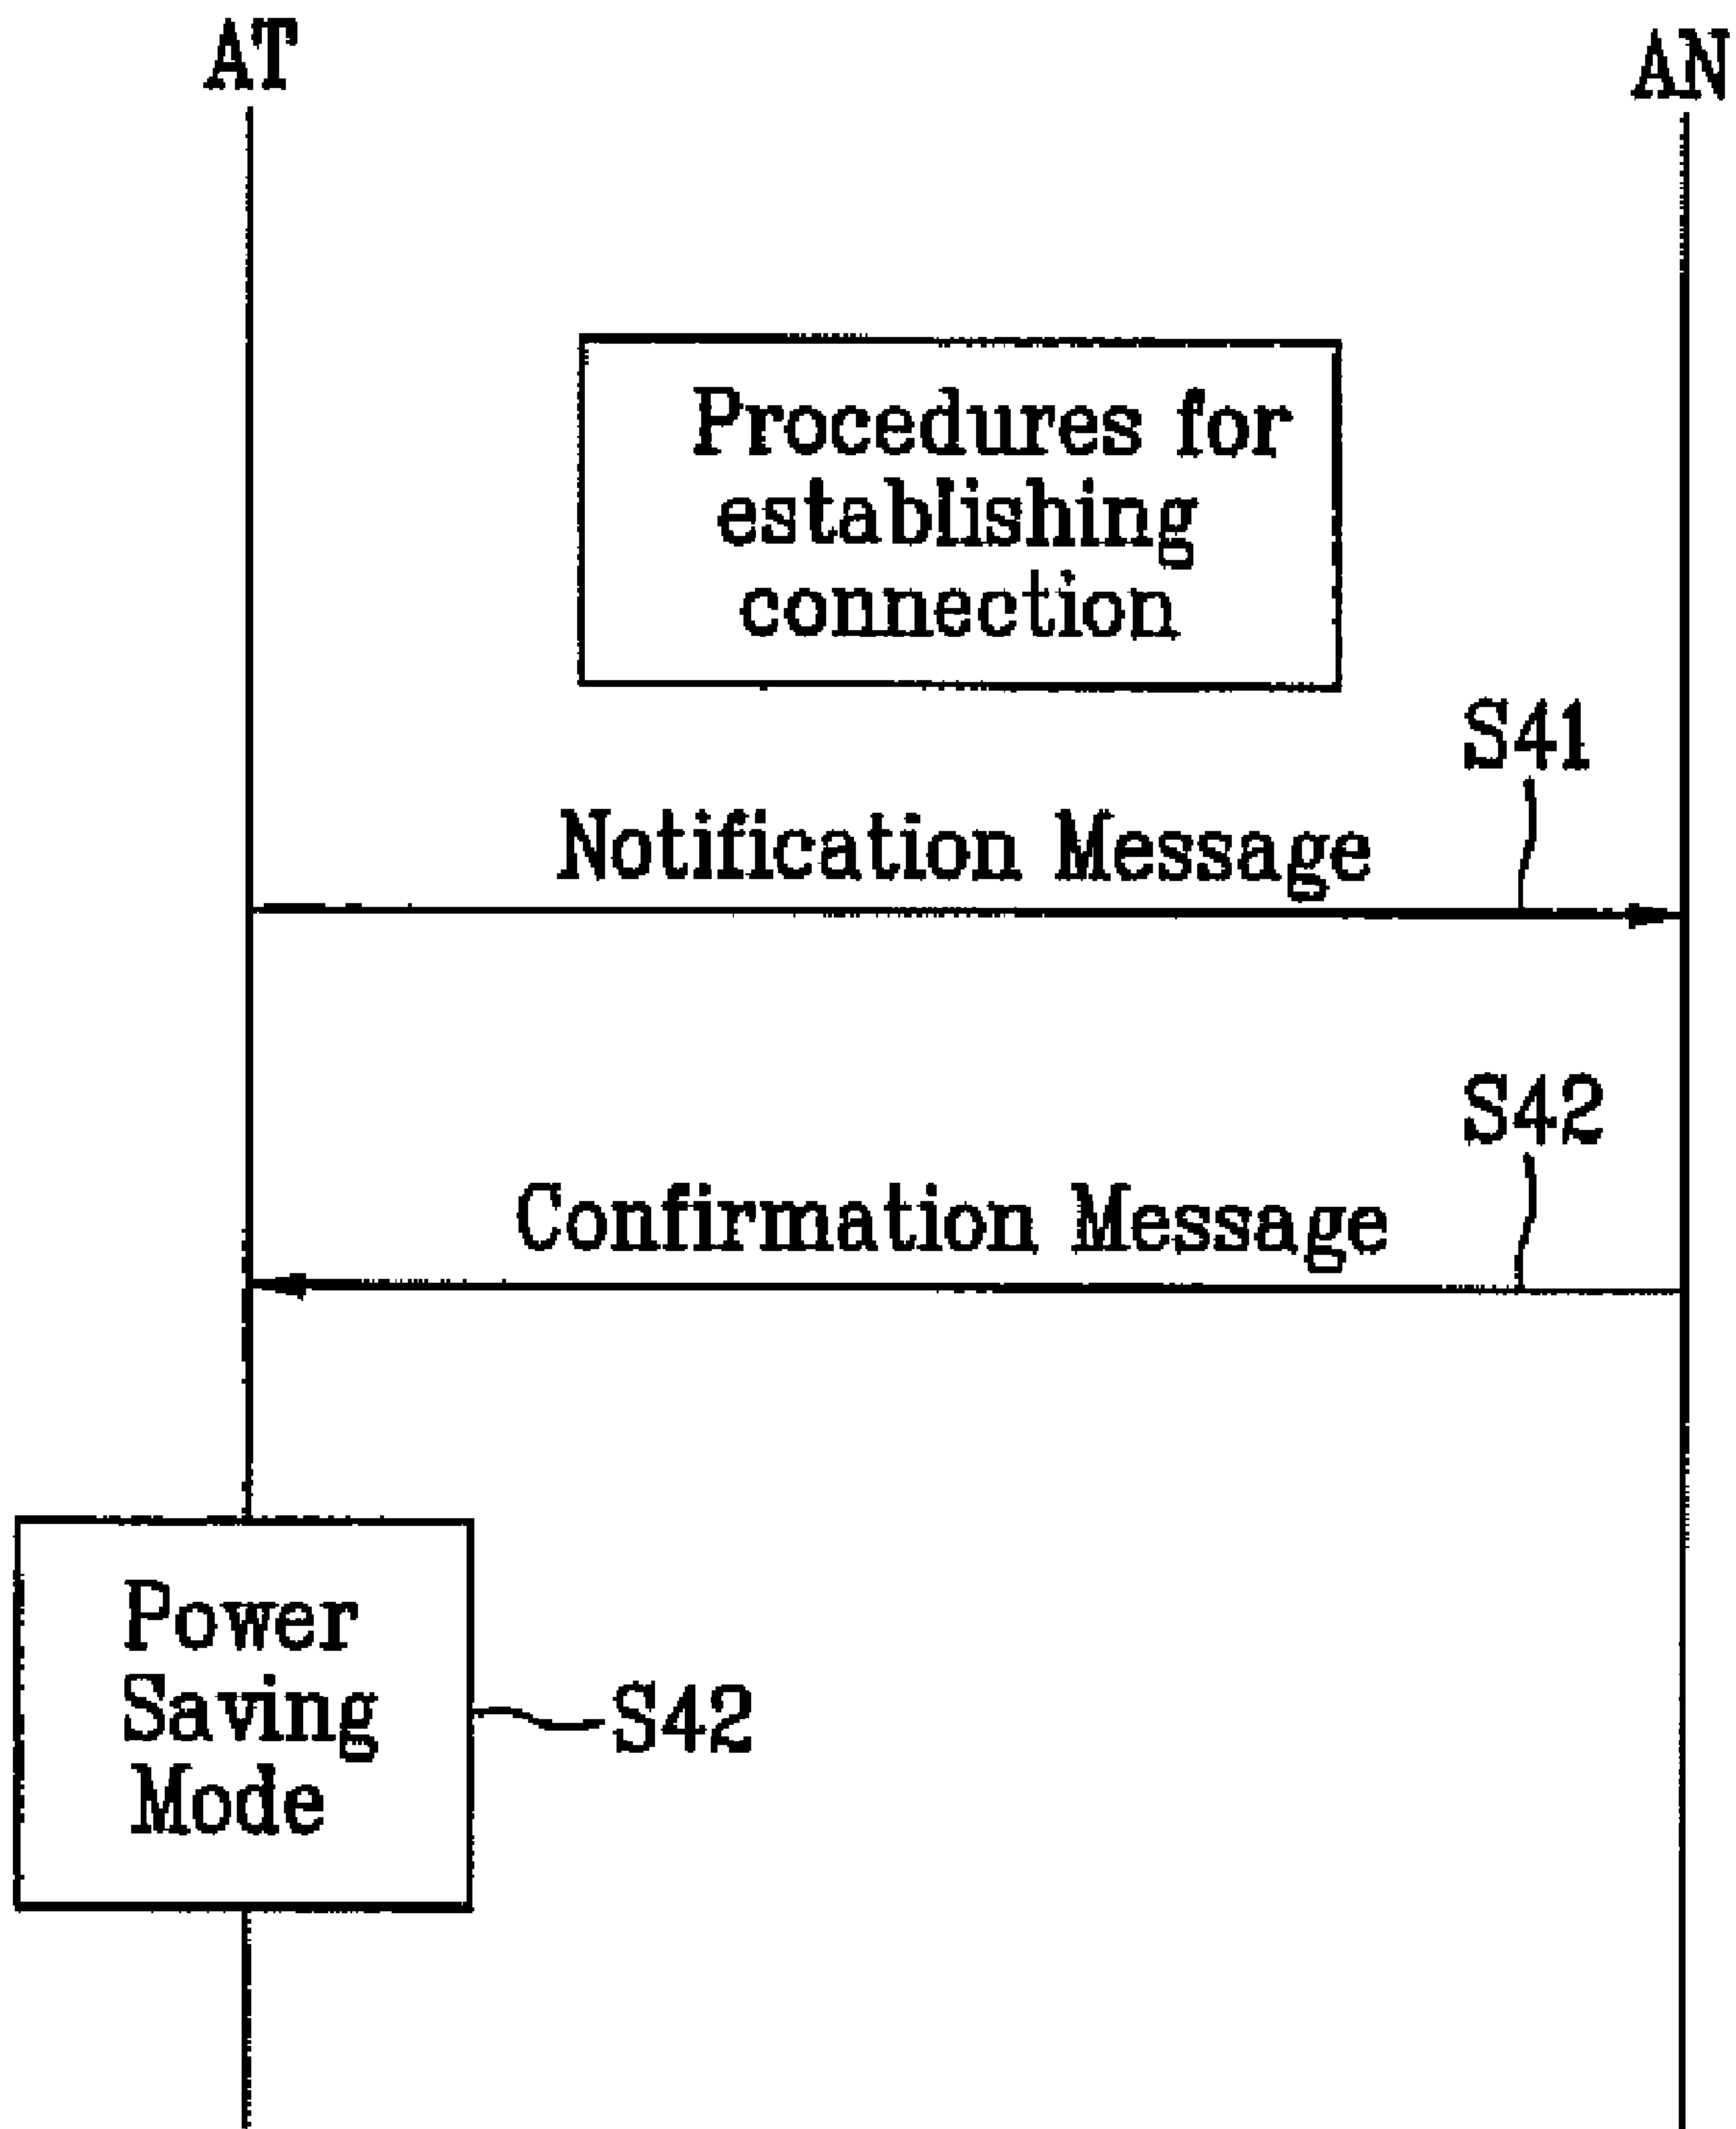 AT
AN
Procedures for
establishing
connection
S41
Notification Message
S42
Confirmation Message
Power
Saving
Mode
S42